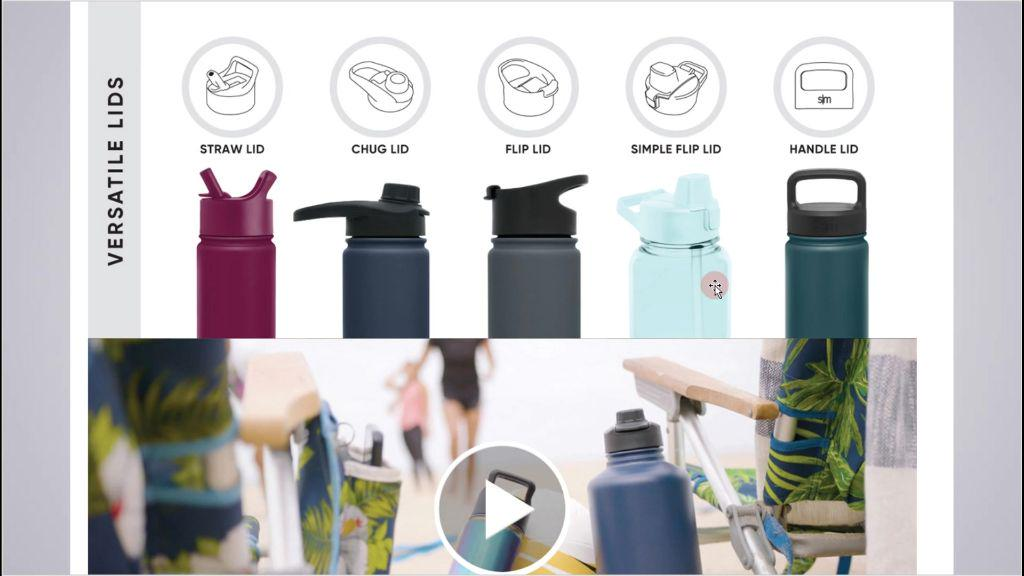 VERSATILE LIDS
STRAW LID
CHUG LID
FLIP LID
SIMPLE FLIP LID
HANDLE LID
s|m